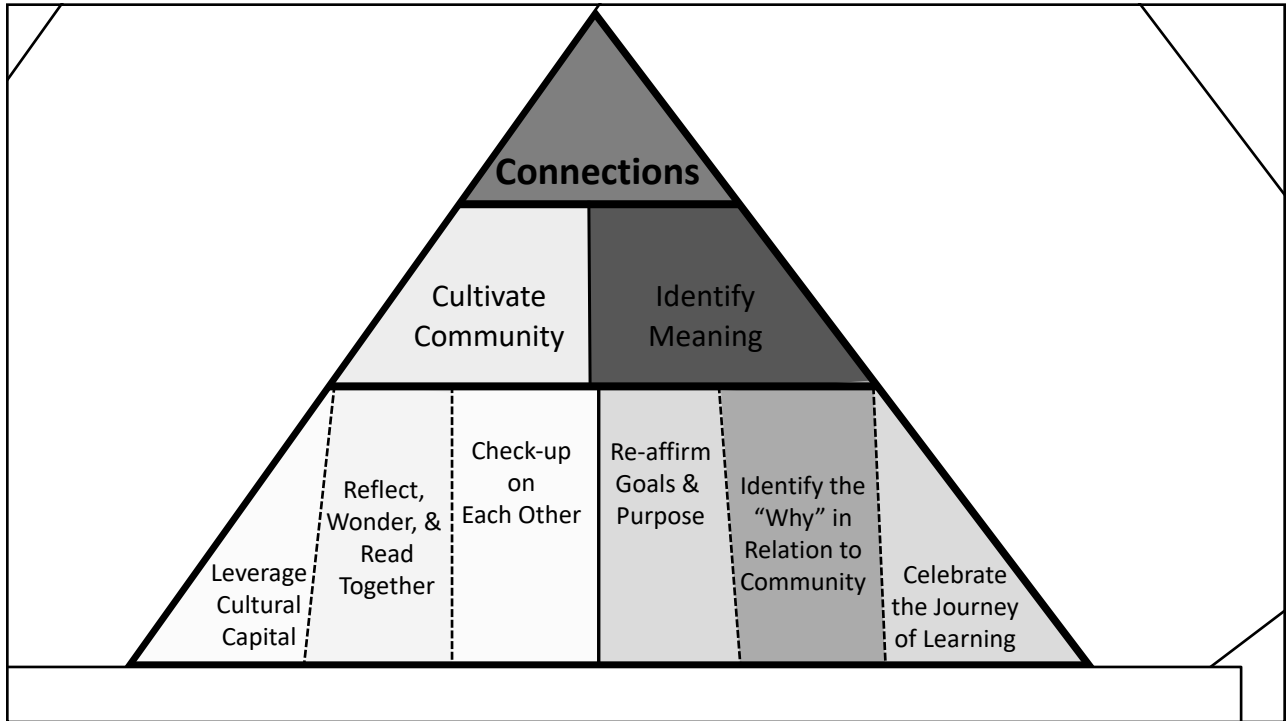 Connections
Cultivate
Community
Identify
Meaning
Leverage
Cultural
Capital
Reflect,
Wonder, &
Read
Together
Check-up
on
Each Other
Re-affirm
Goals &
Purpose
Identify the
“Why” in
Relation to
Community
Celebrate
the Journey
of Learning